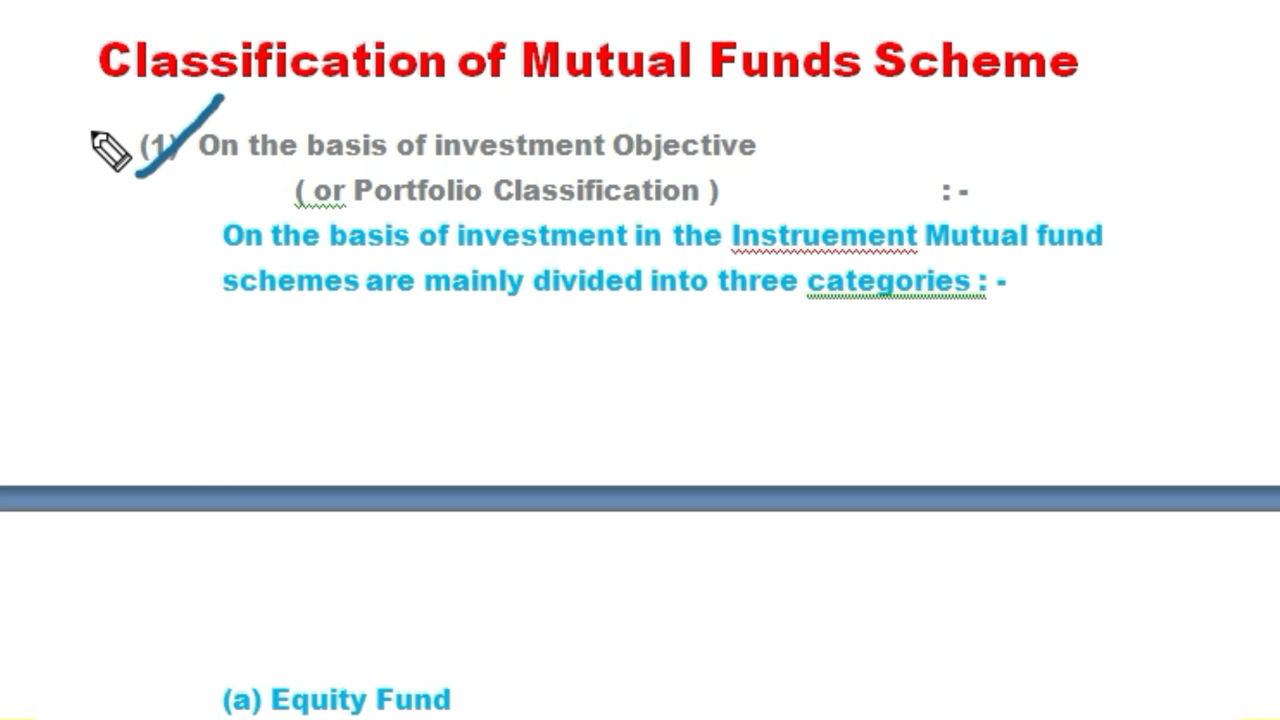 Classification of Mutual Funds Scheme
(1) On the basis of investment Objective
( or Portfolio Classification ) : -
On the basis of investment in the Instruement Mutual fund
schemes are mainly divided into three categories : -
(a) Equity Fund